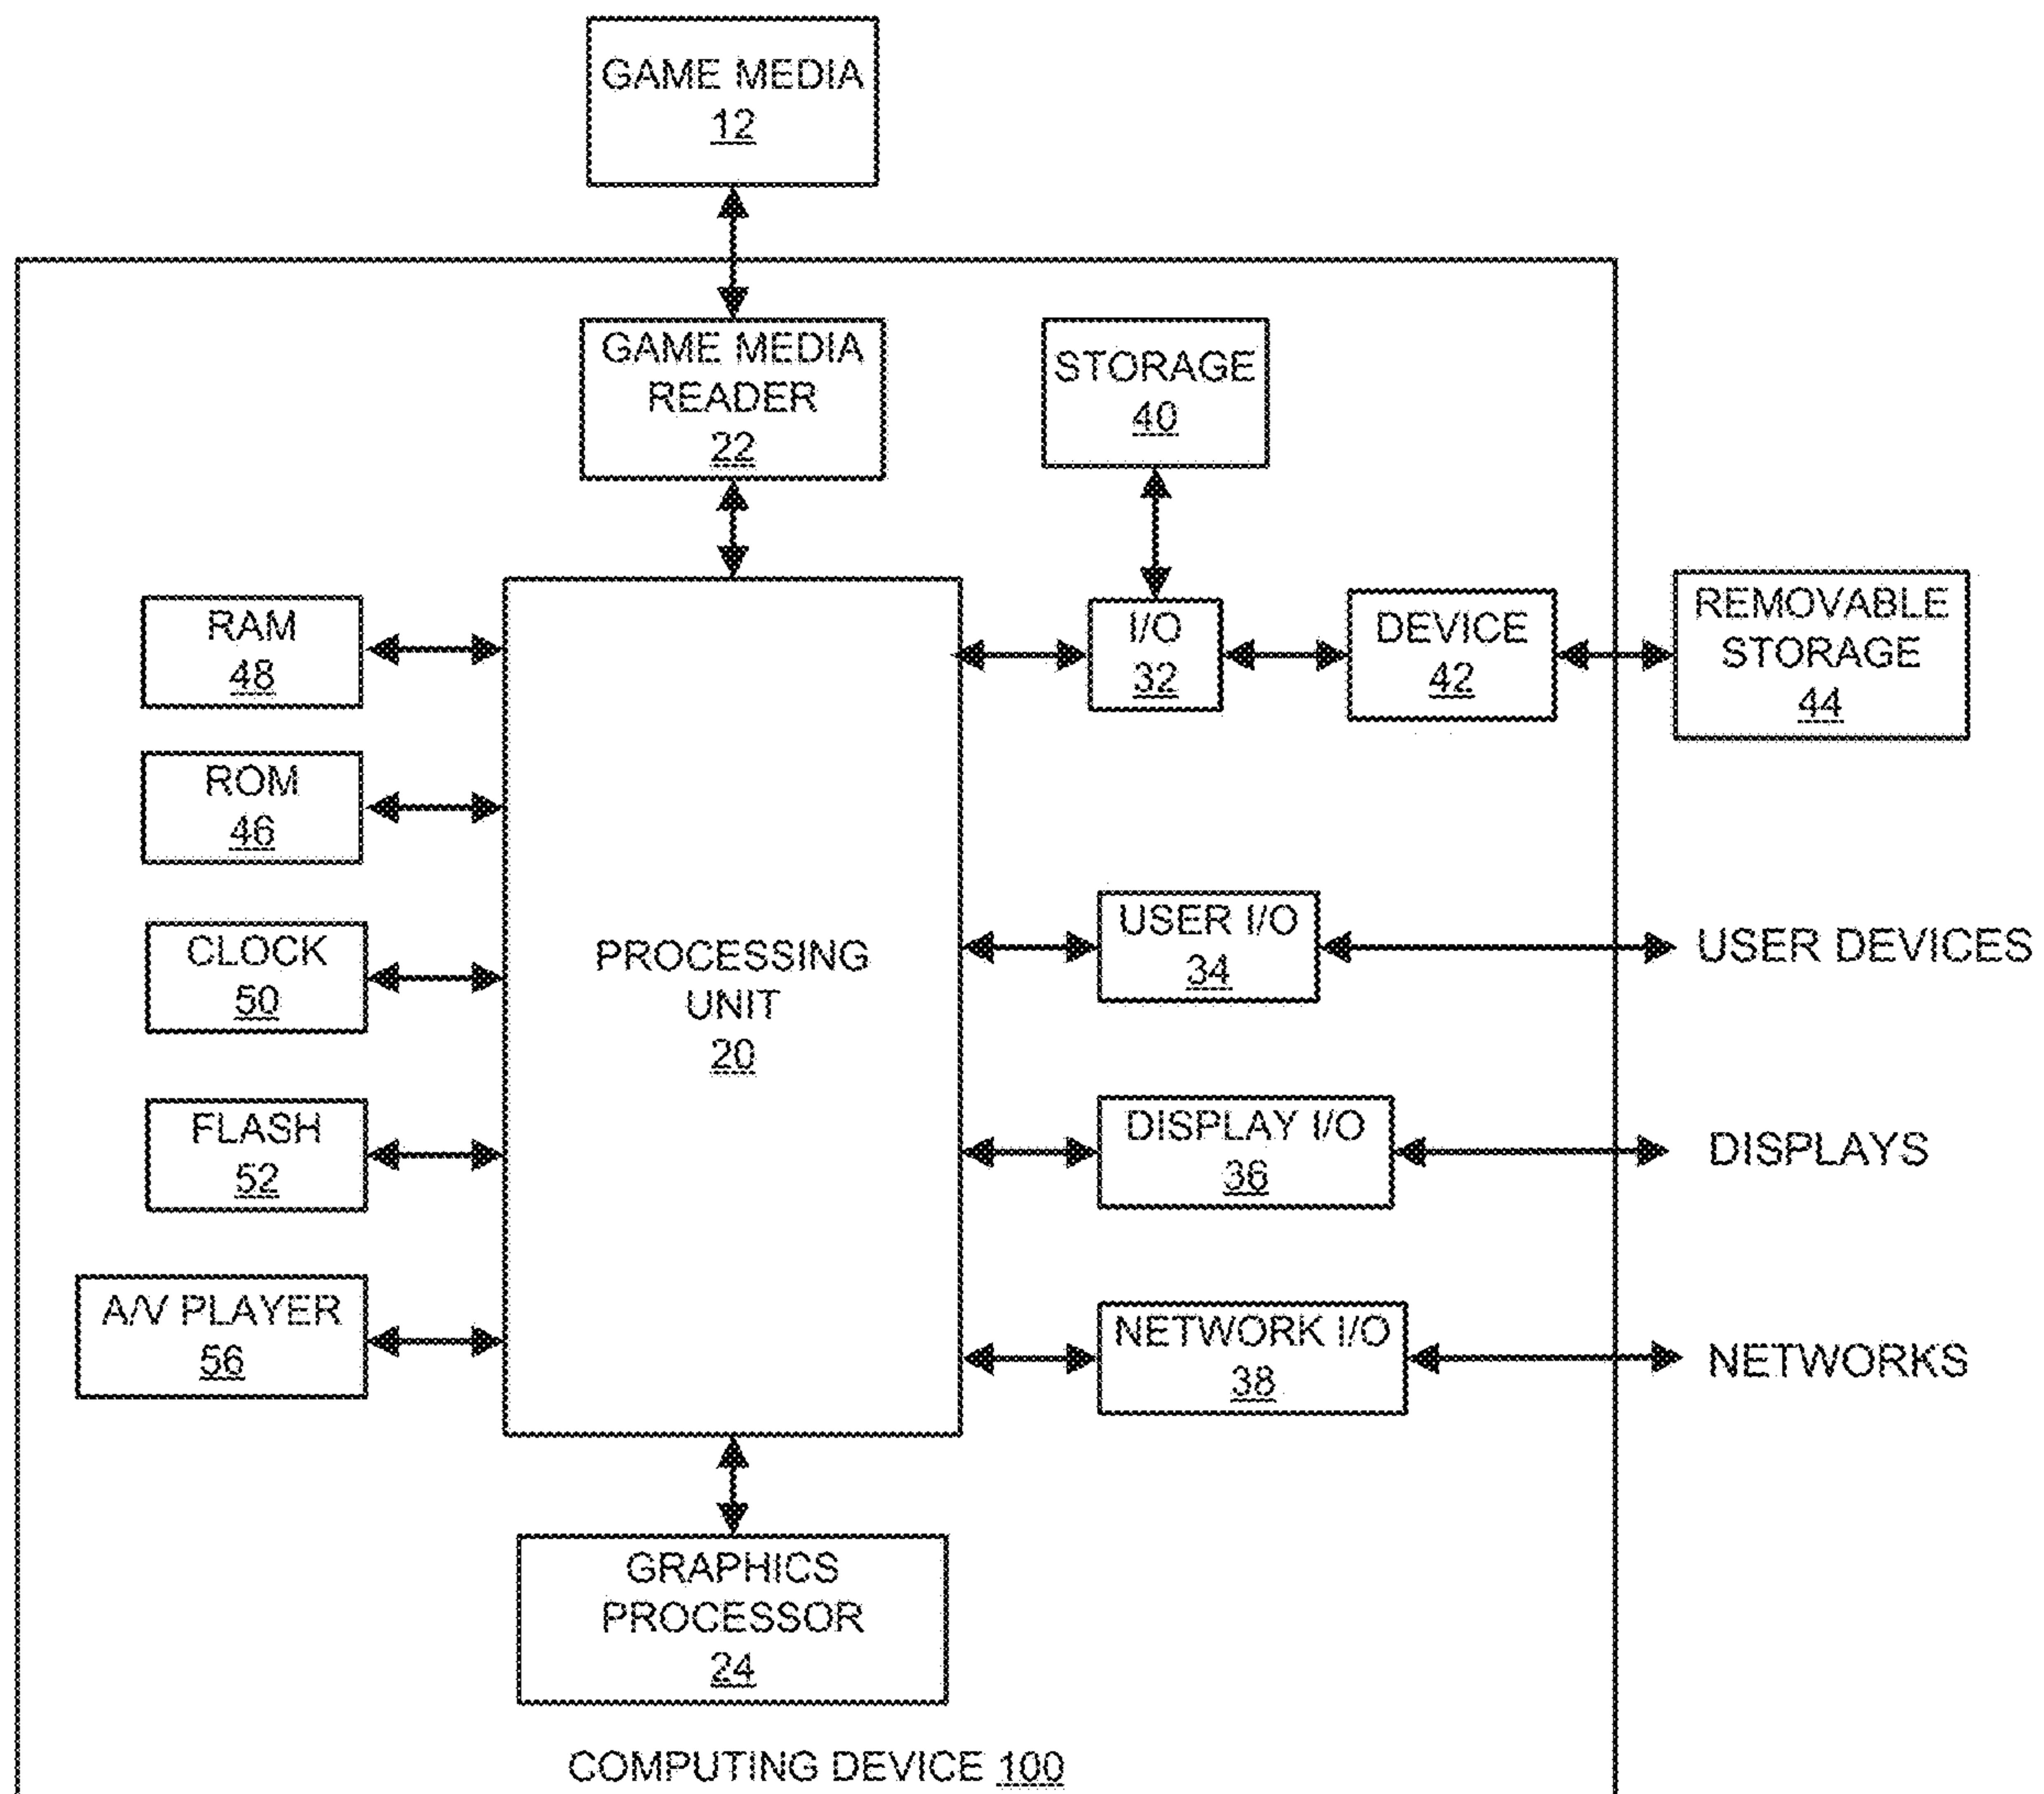 GAME MEDIA
12
GAME MEDIA
READER
22
STORAGE
40
RAM
48
I/O
32
DEVICE
42
REMOVABLE
STORAGE
44
ROM
46
CLOCK
50
PROCESSING
UNIT
20
USER I/O
34
USER DEVICES
FLASH
52
DISPLAY I/O
36
DISPLAYS
A/V PLAYER
56
NETWORK I/O
38
NETWORKS
GRAPHICS
PROCESSOR
24
COMPUTING DEVICE 100